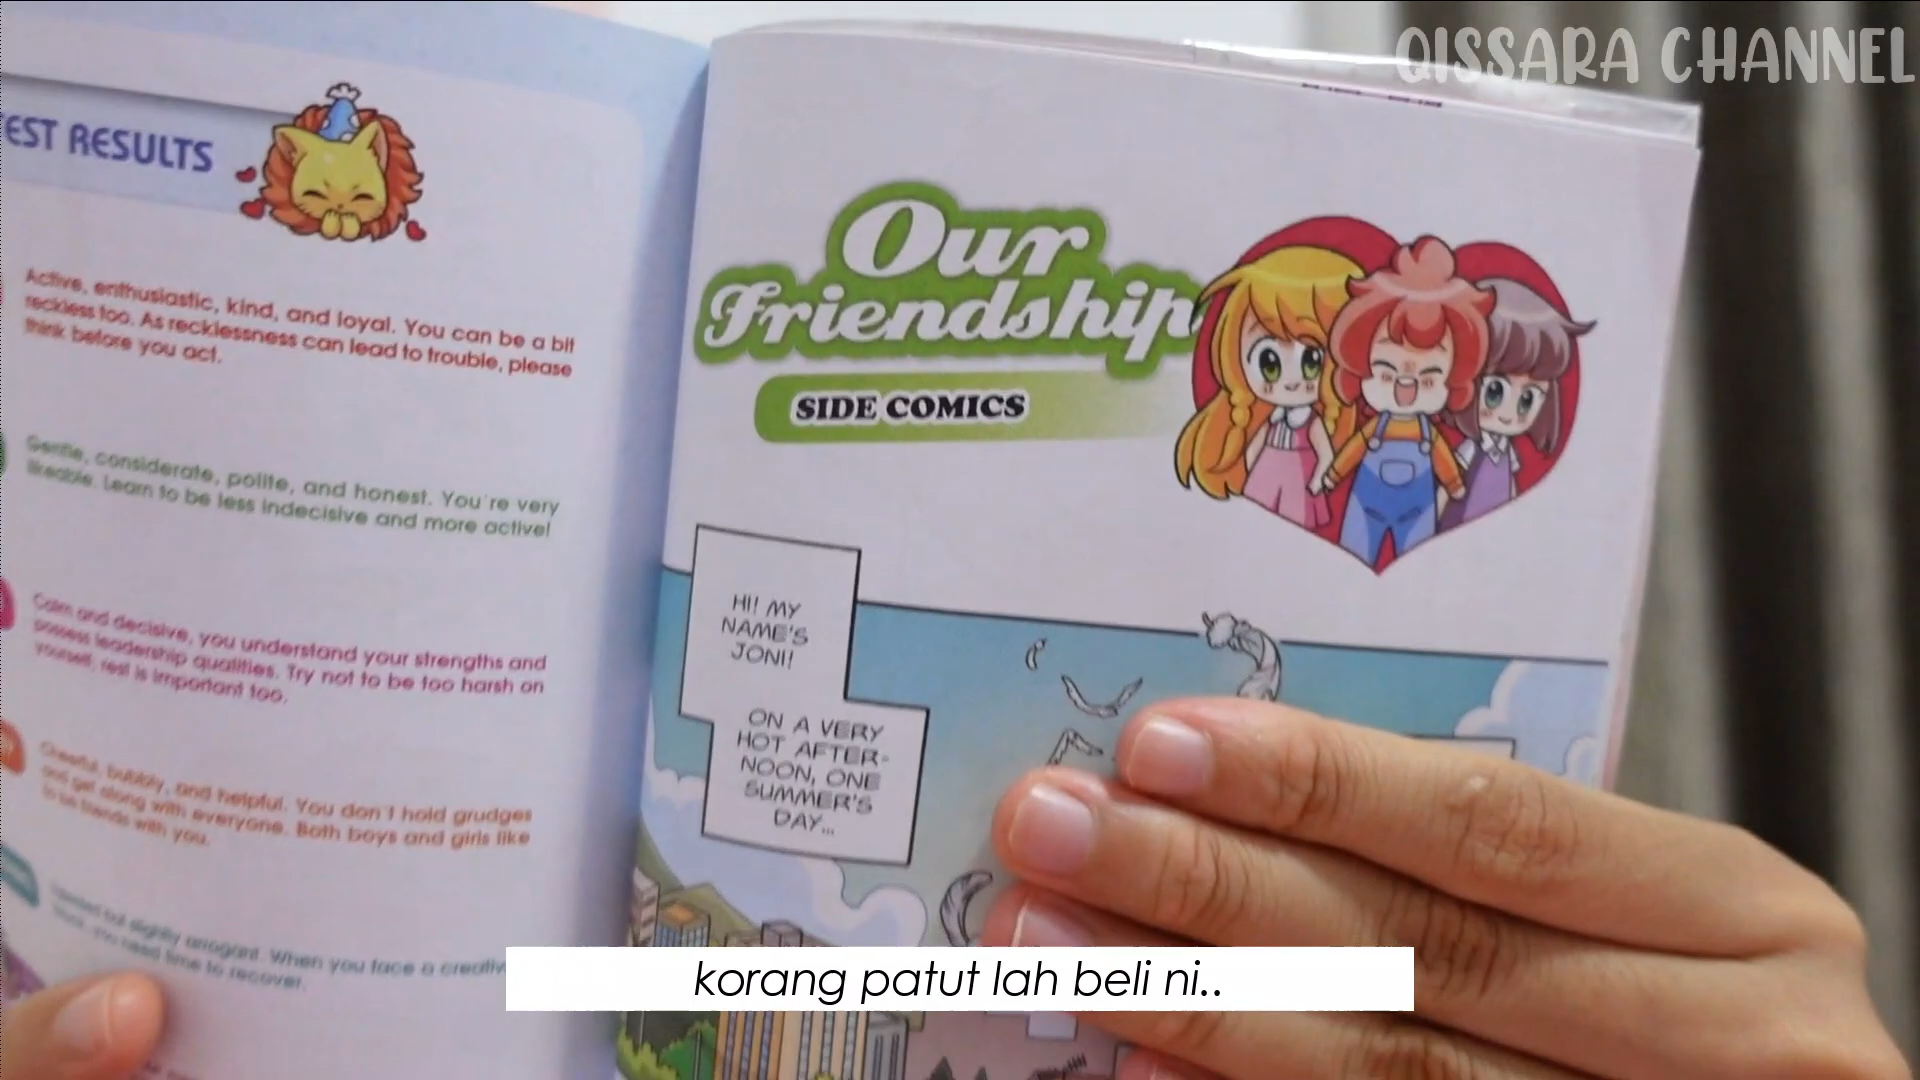 QISSARA CHANNEL
EST RESULTS
Active, enthusiastic, kind, and loyal. You can be a bit
reckless too. As recklessness can lead to trouble, please
think before you act.
Gentle, considerate, polite, and honest. You're very
likeable. Learn to be less indecisive and more active!
Calm and decisive, you understand your strengths and
possess leadership qualities. Try not to be too harsh on
yourself, rest is important too.
Cheerful, bubbly, and helpful. You don't hold grudges
and get along with everyone. Both boys and girls like
to be friends with you.
slightly arrogant. When you face a creativ
you need time to recover.
Our
Friendship
SIDE COMICS
HI! MY
NAME'S
JONI!
ON A VERY
HOT AFTER-
NOON, ONE
SUMMER'S
DAY...
korang patut lah beli ni..